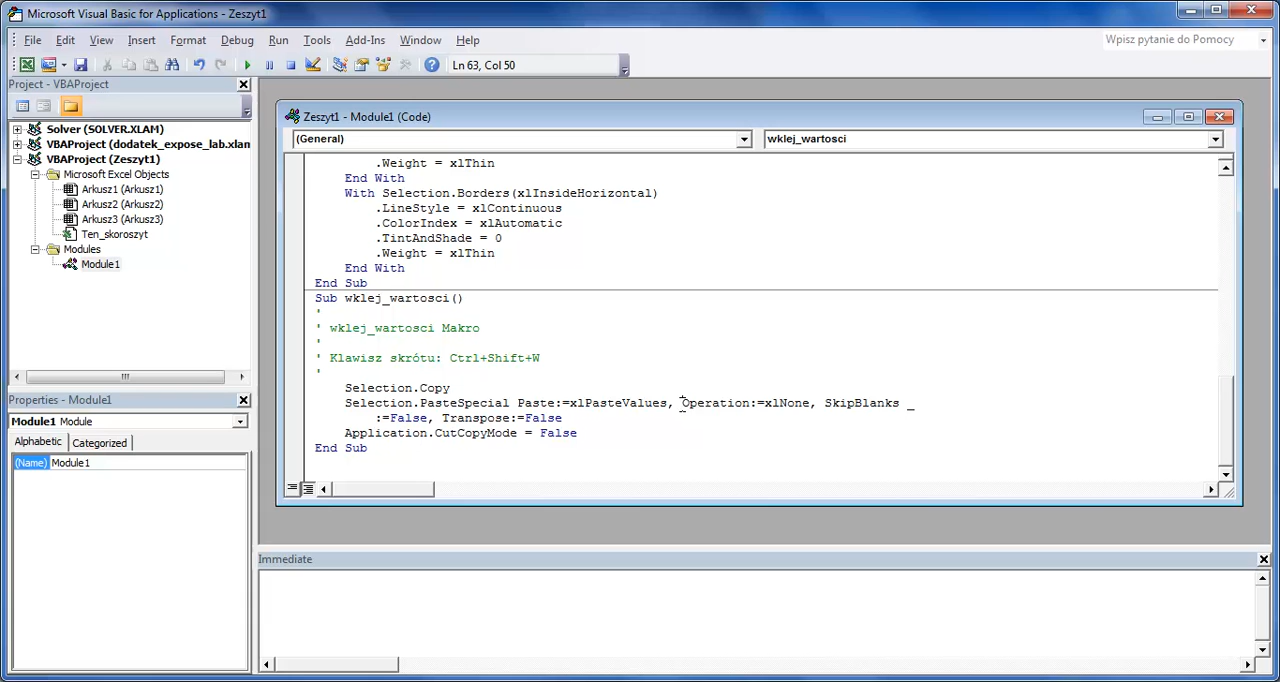 Microsoft Visual Basic for Applications - Zeszyt1
File Edit View Insert Format Debug Run Tools Add-Ins Window Help
Wpisz pytanie do Pomocy
Ln 63, Col 50
Project - VBAProject
Solver (SOLVER.XLAM)
VBAProject (dodatek_expose_lab.xlam
VBAProject (Zeszyt1)
Microsoft Excel Objects
Arkusz1 (Arkusz1)
Arkusz2 (Arkusz2)
Arkusz3 (Arkusz3)
Ten_skoroszyt
Modules
Module1
Properties - Module1
Module1 Module
Alphabetic Categorized
(Name) Module1
Zeszyt1 - Module1 (Code)
(General) wklej_wartosci
.Weight = xlThin
End With
With Selection.Borders(xlInsideHorizontal)
.LineStyle = xlContinuous
.ColorIndex = xlAutomatic
.TintAndShade = 0
.Weight = xlThin
End With
End Sub
Sub wklej_wartosci()
'
' wklej_wartosci Makro
'
' Klawisz skrótu: Ctrl+Shift+W
'
Selection.Copy
Selection.PasteSpecial Paste:=xlPasteValues, Operation:=xlNone, SkipBlanks _
:=False, Transpose:=False
Application.CutCopyMode = False
End Sub
Immediate